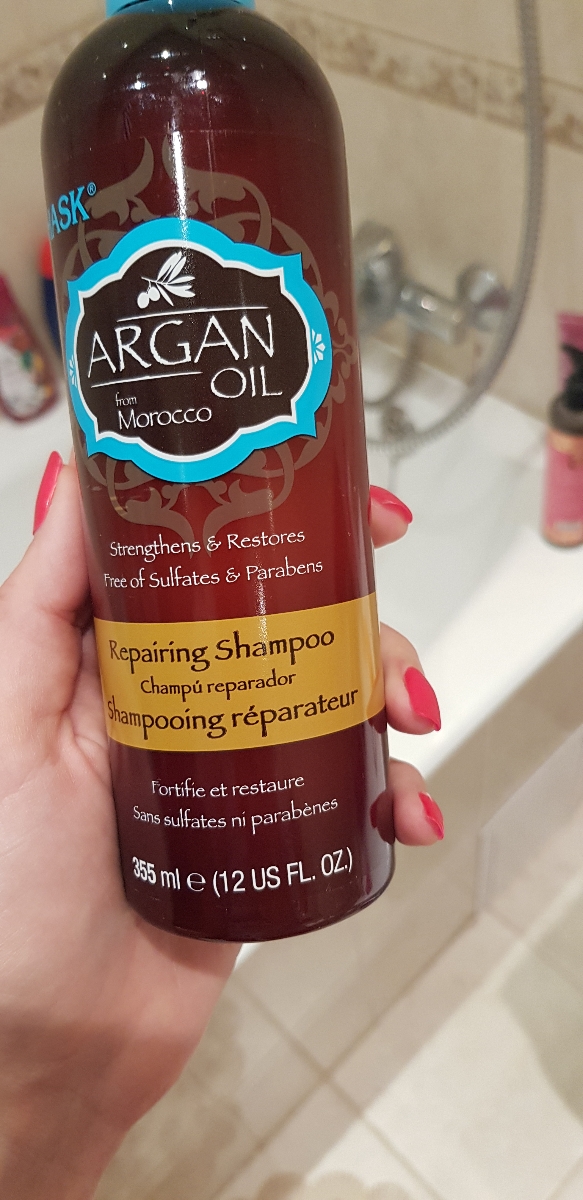 ASK®
ARGAN
OIL
from
Morocco
Strengthens & Restores
Free of Sulfates & Parabens
Repairing Shampoo
Champú reparador
Shampooing réparateur
Fortifie et restaure
Sans sulfates ni parabènes
355 ml e (12 US FL. OZ.)